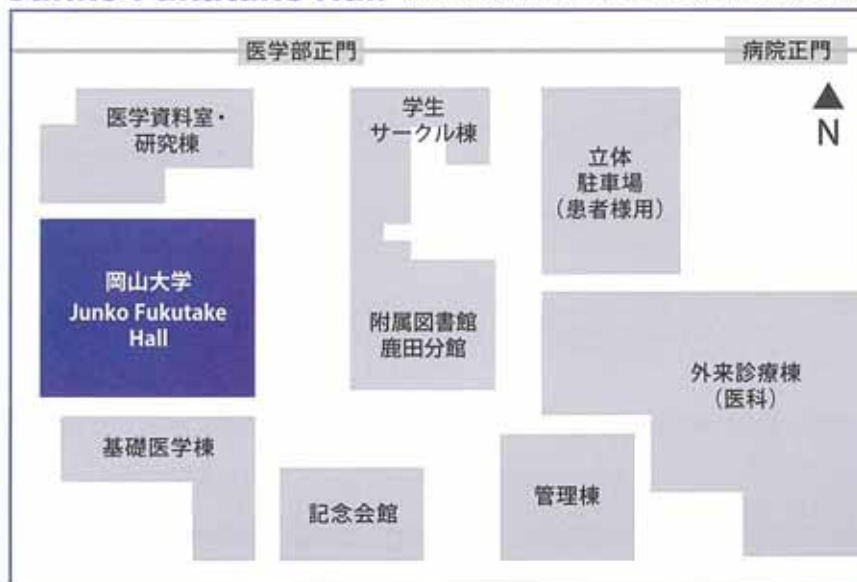 医学部正門
病院正門
医学資料室・
研究棟
学生
サークル棟
立体
駐車場
（患者様用）
N
岡山大学
Junko Fukutake
Hall
附属図書館
鹿田分館
外来診療棟
（医科）
基礎医学棟
記念会館
管理棟